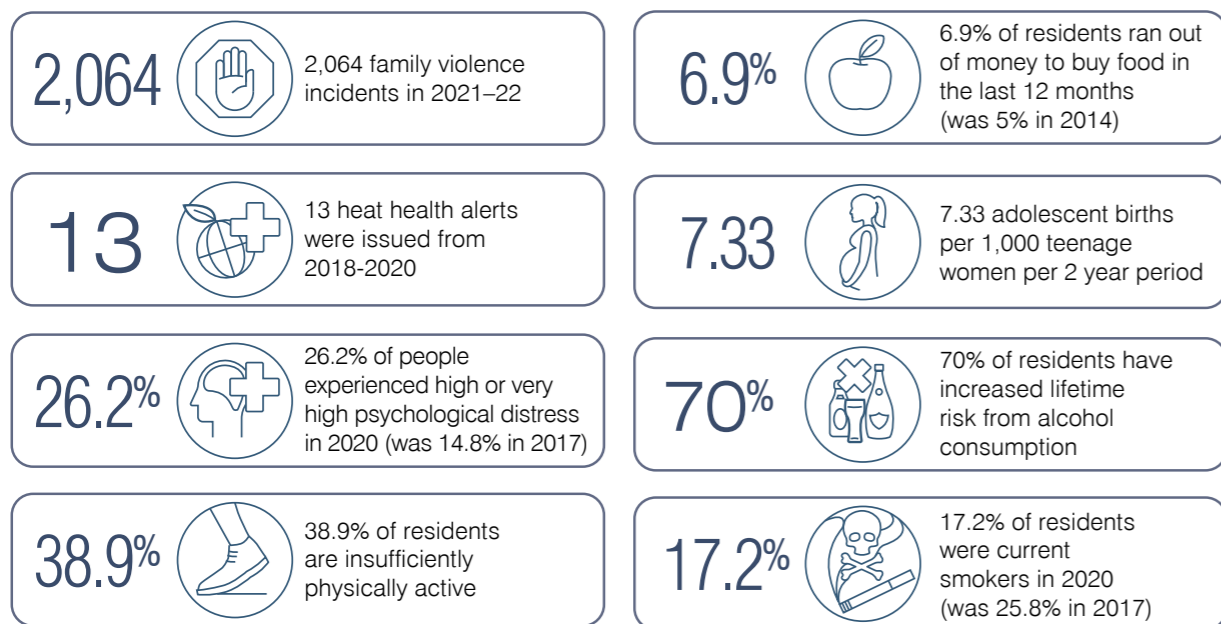 2,064
2,064 family violence
incidents in 2021–22
6.9%
6.9% of residents ran out
of money to buy food in
the last 12 months
(was 5% in 2014)
13
13 heat health alerts
were issued from
2018-2020
7.33
7.33 adolescent births
per 1,000 teenage
women per 2 year period
26.2%
26.2% of people
experienced high or very
high psychological distress
in 2020 (was 14.8% in 2017)
70%
70% of residents have
increased lifetime
risk from alcohol
consumption
38.9%
38.9% of residents
are insufficiently
physically active
17.2%
17.2% of residents
were current
smokers in 2020
(was 25.8% in 2017)